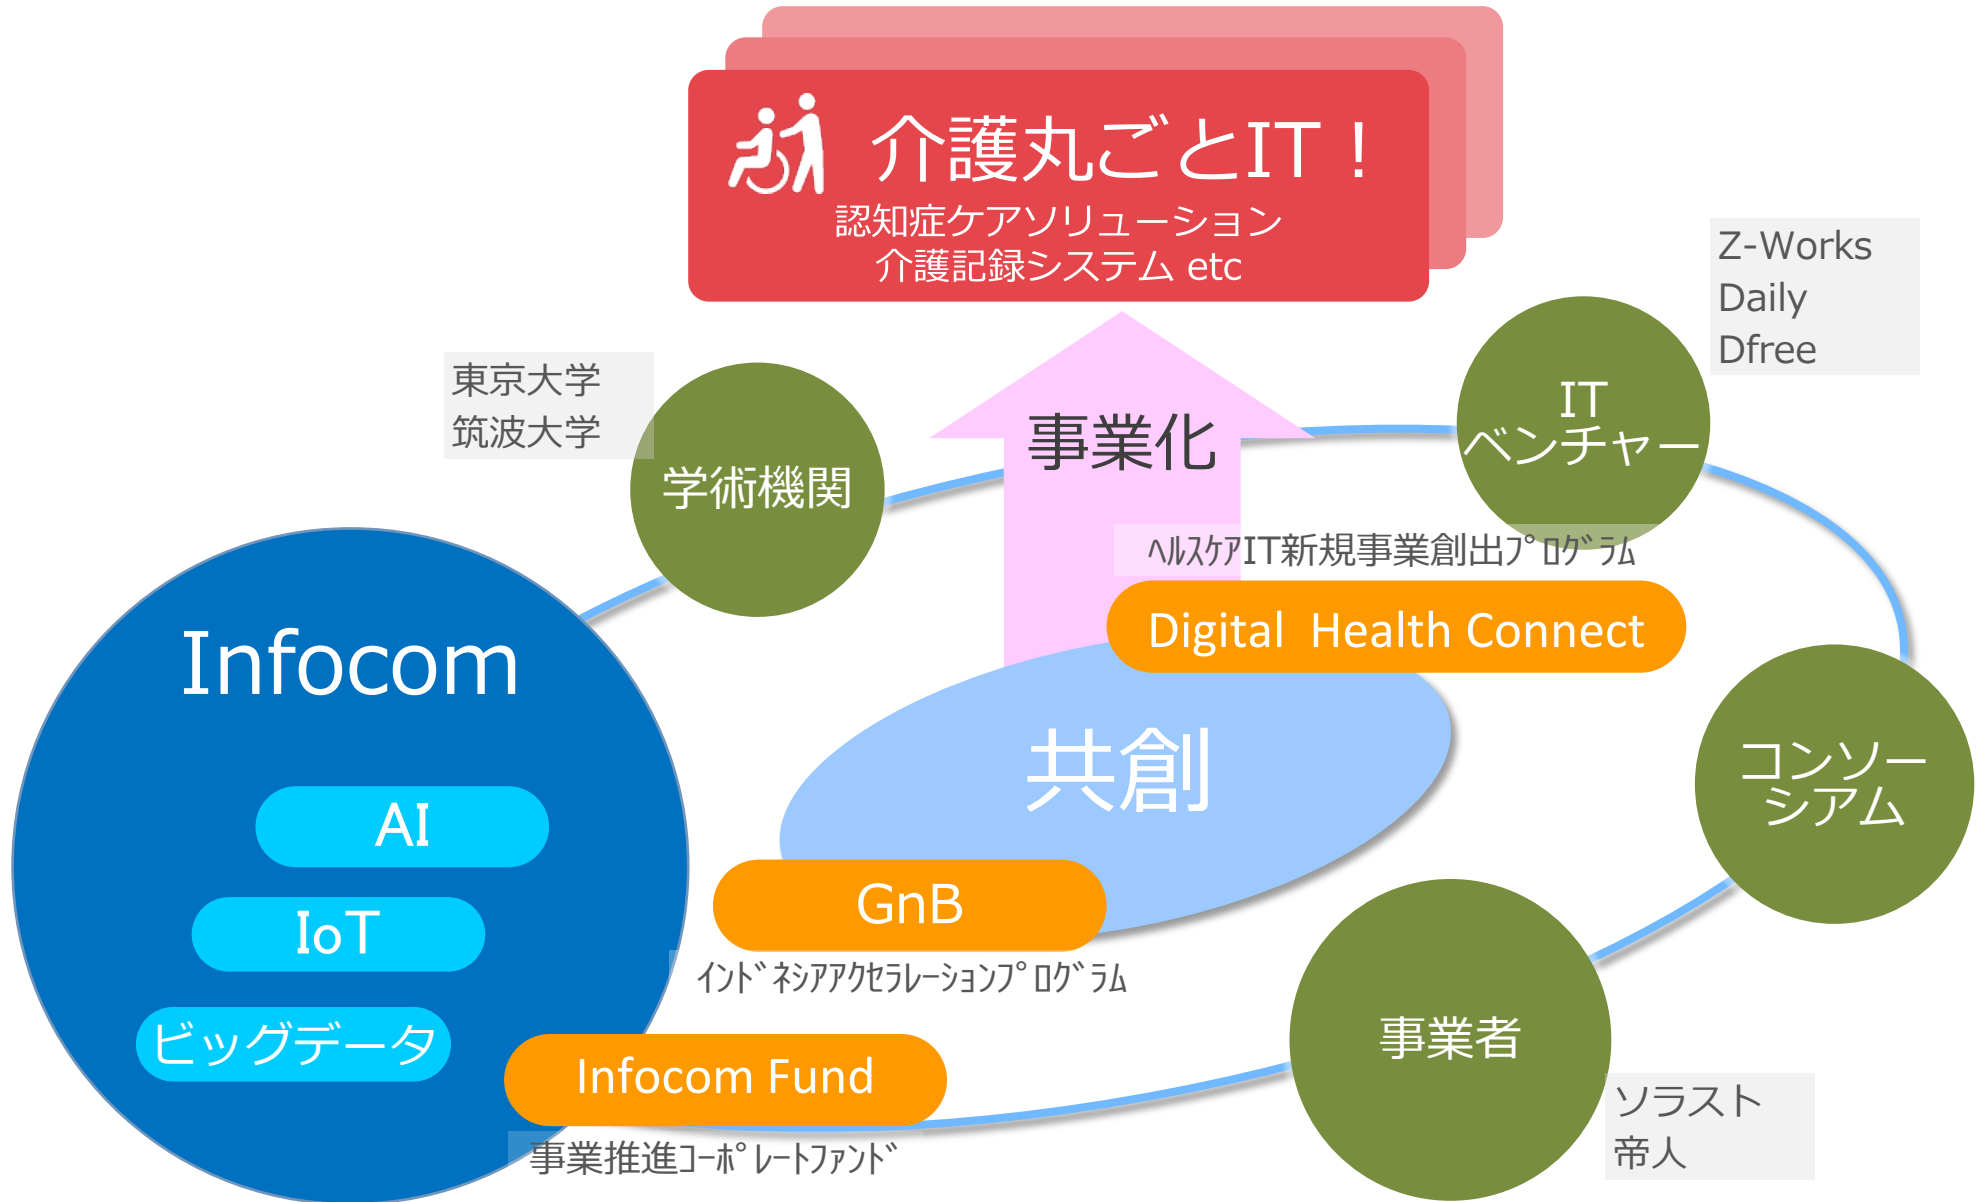 介護丸ごとIT！
認知症ケアソリューション
介護記録システム etc
Z-Works
Daily
Dfree
東京大学
筑波大学
学術機関
事業化
IT
ベンチャー
ﾍﾙｽｹｱIT新規事業創出ﾌﾟﾛｸﾞﾗﾑ
Digital  Health Connect
Infocom
共創
コンソー
シアム
AI
GnB
IoT
ｲﾝﾄﾞﾈｼｱｱｸｾﾗﾚｰｼｮﾝﾌﾟﾛｸﾞﾗﾑ
ビッグデータ
事業者
Infocom Fund
事業推進ｺｰﾎﾟﾚｰﾄﾌｧﾝﾄﾞ
ソラスト
帝人